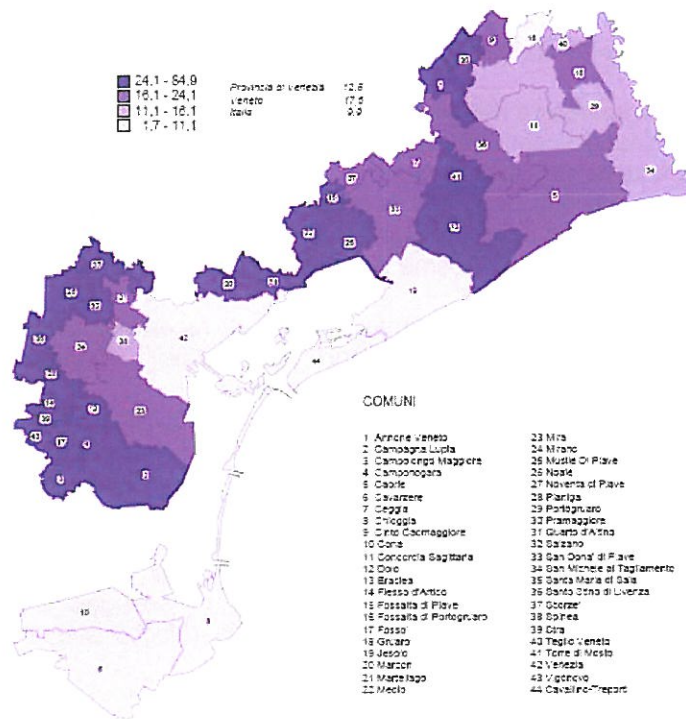 24,1 - 84,9
16,1 - 24,1
11,1 - 16,1
1,7 - 11,1
Provincia di Venezia 12,8
Veneto 17,6
Italia 9,9
COMUNI
1 Annone Veneto
2 Campagna Lupia
3 Campolongo Maggiore
4 Camponogara
5 Caorle
6 Cavarzere
7 Ceggia
8 Chioggia
9 Cinto Caomaggiore
10 Cona
11 Concordia Sagittaria
12 Dolo
13 Eraclea
14 Fiesso d'Artico
15 Fossalta di Piave
16 Fossalta di Portogruaro
17 Fosso'
18 Gruaro
19 Jesolo
20 Marcon
21 Martellago
22 Meolo
23 Mira
24 Mirano
25 Musile Di Piave
26 Noale
27 Noventa di Piave
28 Pianiga
29 Portogruaro
30 Pramaggiore
31 Quarto d'Altino
32 Salzano
33 San Dona' di Piave
34 San Michele al Tagliamento
35 Santa Maria di Sala
36 Santo Stino di Livenza
37 Scorze'
38 Spinea
39 Stra
40 Teglio Veneto
41 Torre di Mosto
42 Venezia
43 Vigonovo
44 Cavallino-Treporti